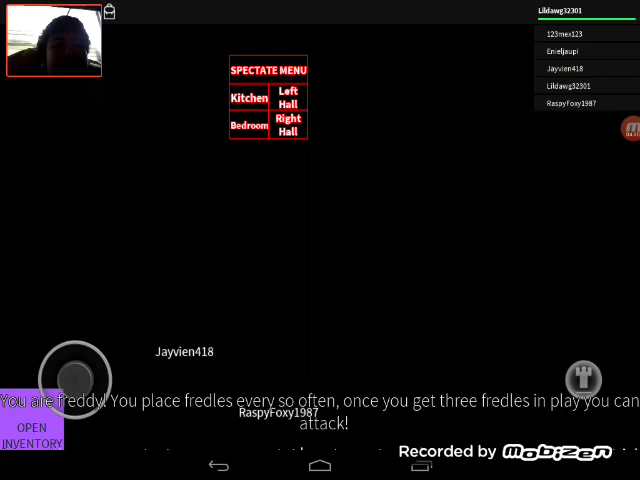 Lildawg32301
123mex123
Enieljaupi
Jayvien418
Lildawg32301
RaspyFoxy1987
SPECTATE MENU
Kitchen
Left
Hall
Bedroom
Right
Hall
Jayvien418
You are freddy! You place fredles every so often, once you get three fredles in play you can
RaspyFoxy1987
attack!
OPEN
INVENTORY
Recorded by Mobizen